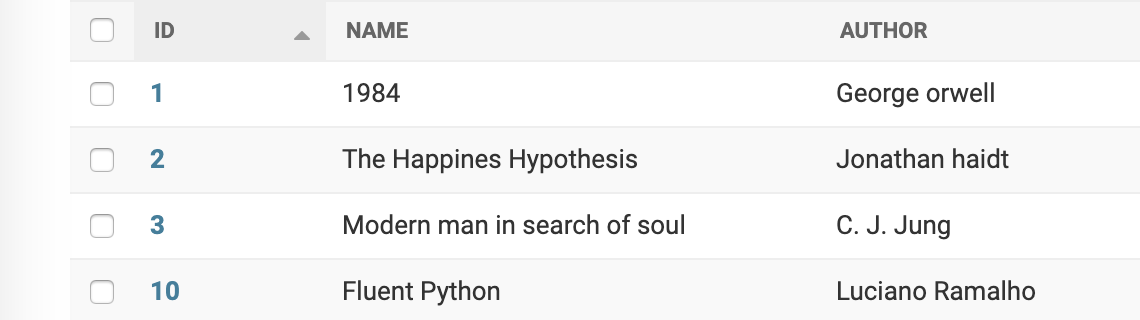 ID NAME AUTHOR
1 1984 George orwell
2 The Happines Hypothesis Jonathan haidt
3 Modern man in search of soul C. J. Jung
10 Fluent Python Luciano Ramalho